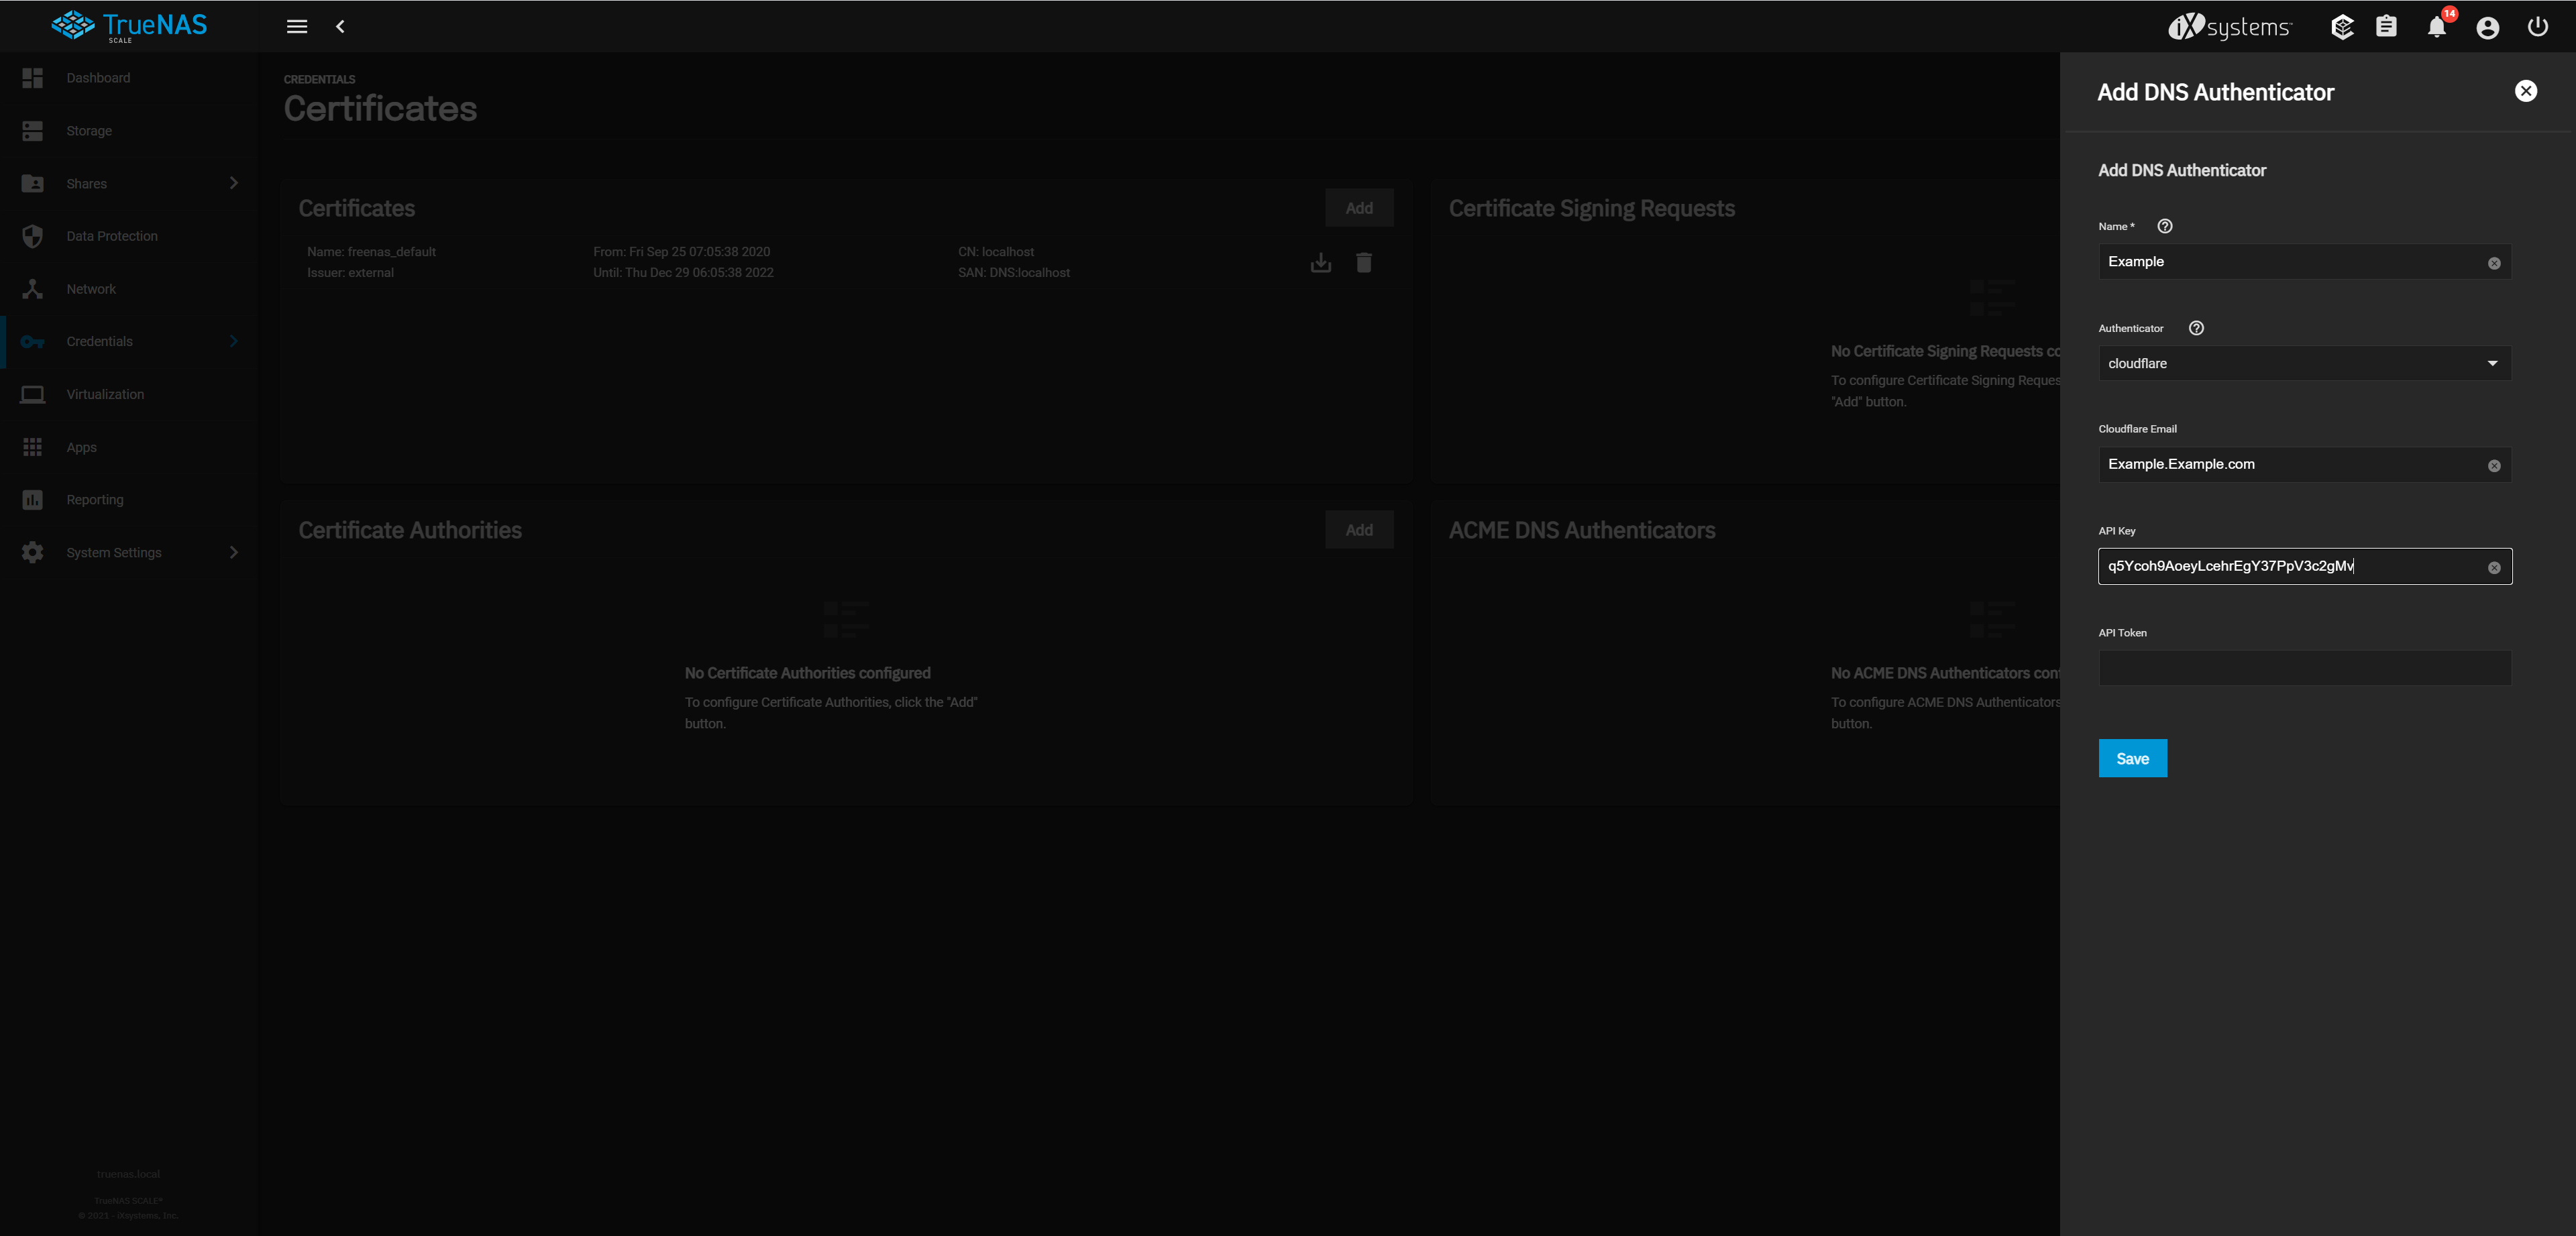 TrueNAS
SCALE
iXsystems
14
Dashboard
Storage
Shares
Data Protection
Network
Credentials
Virtualization
Apps
Reporting
System Settings
truenas.local
TrueNAS SCALE®
© 2021 - iXsystems, Inc.
CREDENTIALS
Certificates
Certificates
Add
Name: freenas_default
From: Fri Sep 25 07:05:38 2020
CN: localhost
Issuer: external
Until: Thu Dec 29 06:05:38 2022
SAN: DNS:localhost
Certificate Signing Requests
No Certificate Signing Requests co
To configure Certificate Signing Reques
"Add" button.
Certificate Authorities
Add
No Certificate Authorities configured
To configure Certificate Authorities, click the "Add"
button.
ACME DNS Authenticators
No ACME DNS Authenticators con
To configure ACME DNS Authenticators
button.
Add DNS Authenticator
Add DNS Authenticator
Name *
Example
Authenticator
cloudflare
Cloudflare Email
Example.Example.com
API Key
q5Ycoh9AoeyLcehrEgY37PpV3c2gMv
API Token
Save